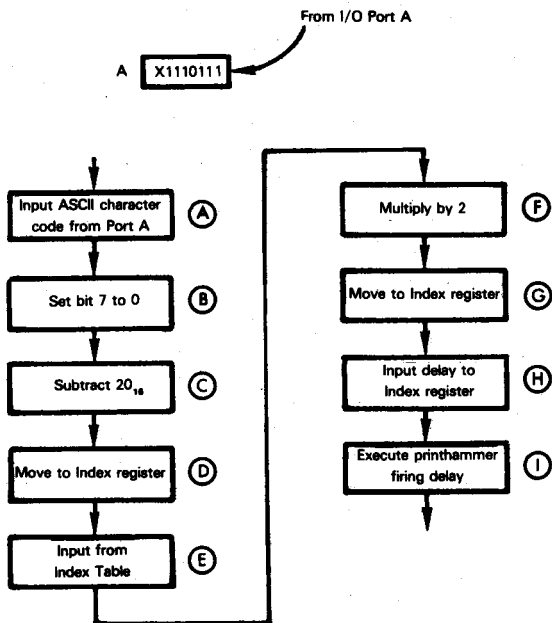 From I/O Port A
A X1110111
Input ASCII character
code from Port A
A
Set bit 7 to 0
B
Subtract 20₁₆
C
Move to Index register
D
Input from
Index Table
E
Multiply by 2
F
Move to Index register
G
Input delay to
Index register
H
Execute printhammer
firing delay
I